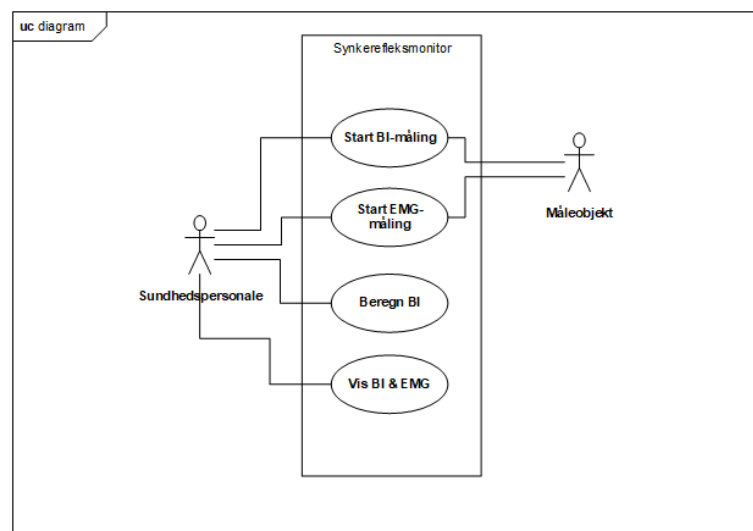 uc diagram
Synkerefleksmonitor
Start BI-måling
Start EMG-
måling
Måleobjekt
Sundhedspersonale
Beregn BI
Vis BI & EMG